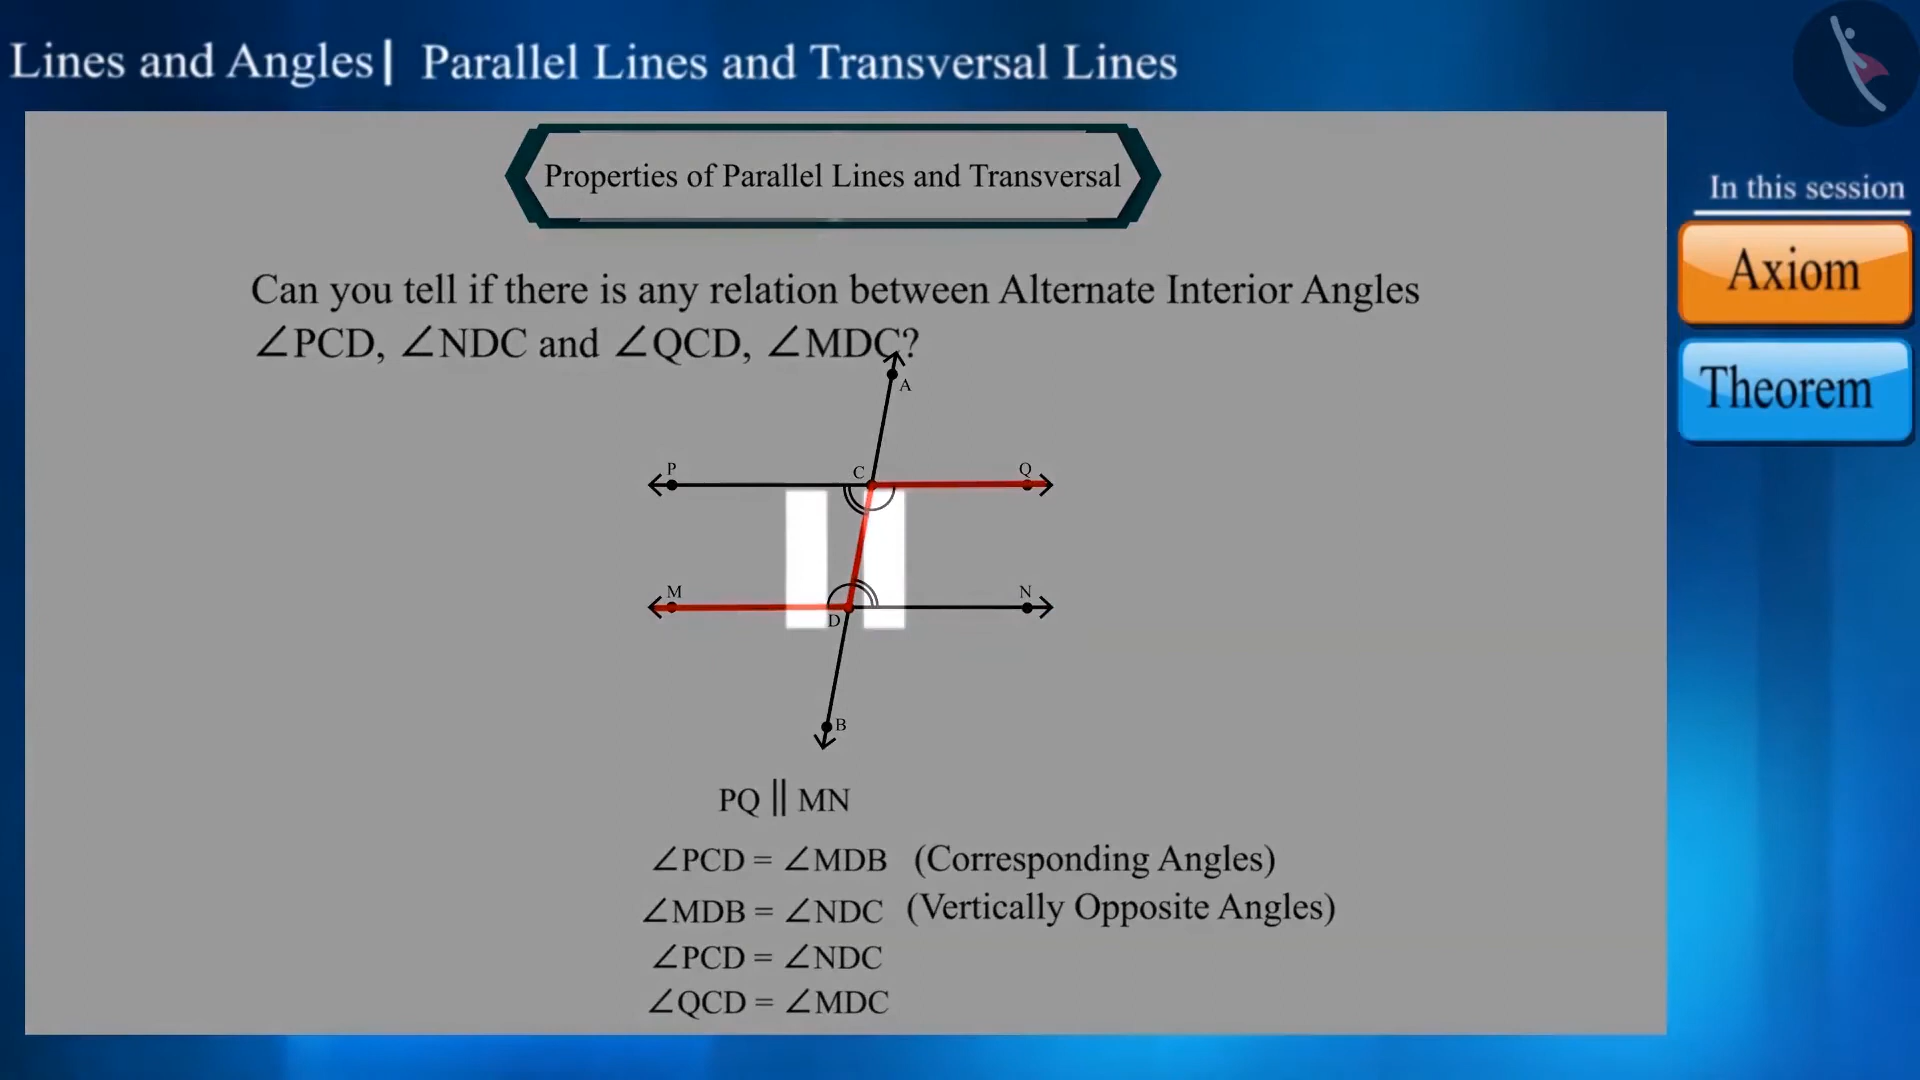 Lines and Angles| Parallel Lines and Transversal Lines
Properties of Parallel Lines and Transversal
In this session
Axiom
Theorem
Can you tell if there is any relation between Alternate Interior Angles
∠PCD, ∠NDC and ∠QCD, ∠MDC?
A
P C Q
M N
D
B
PQ || MN
∠PCD = ∠MDB (Corresponding Angles)
∠MDB = ∠NDC (Vertically Opposite Angles)
∠PCD = ∠NDC
∠QCD = ∠MDC